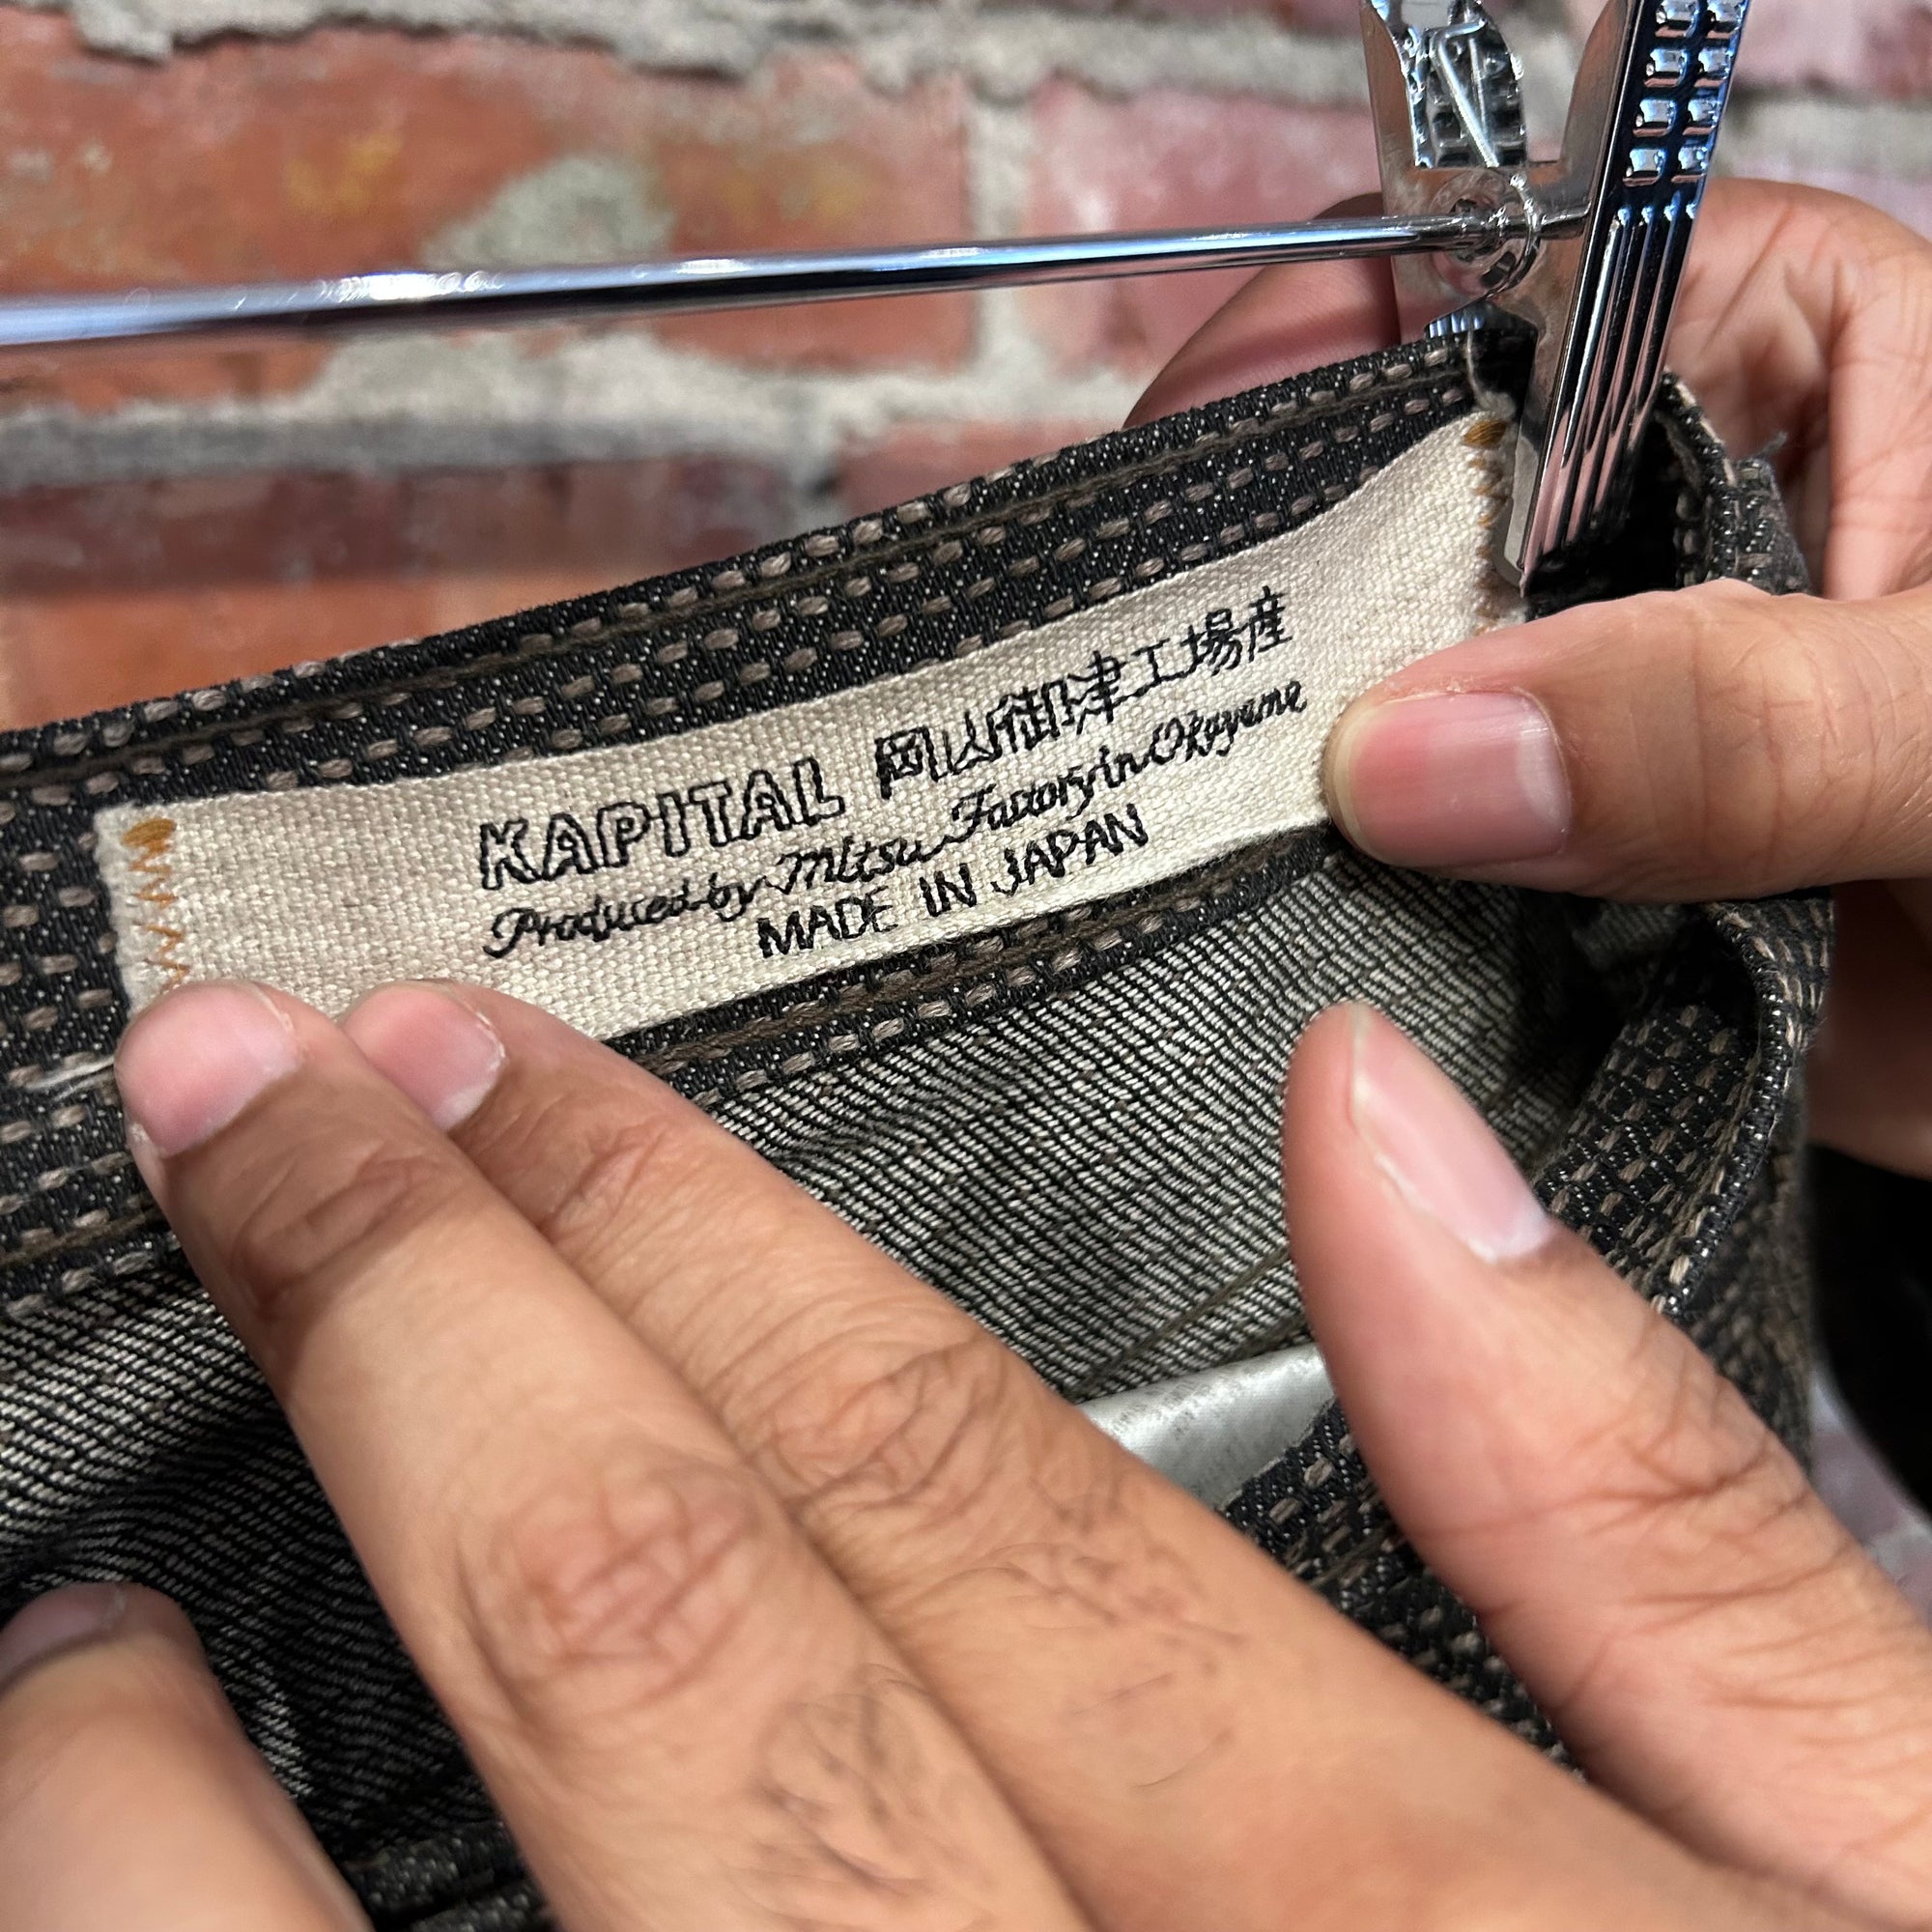 KAPITAL 岡山御津工場産
Produced by Mitsu Factory in Okayama
MADE IN JAPAN